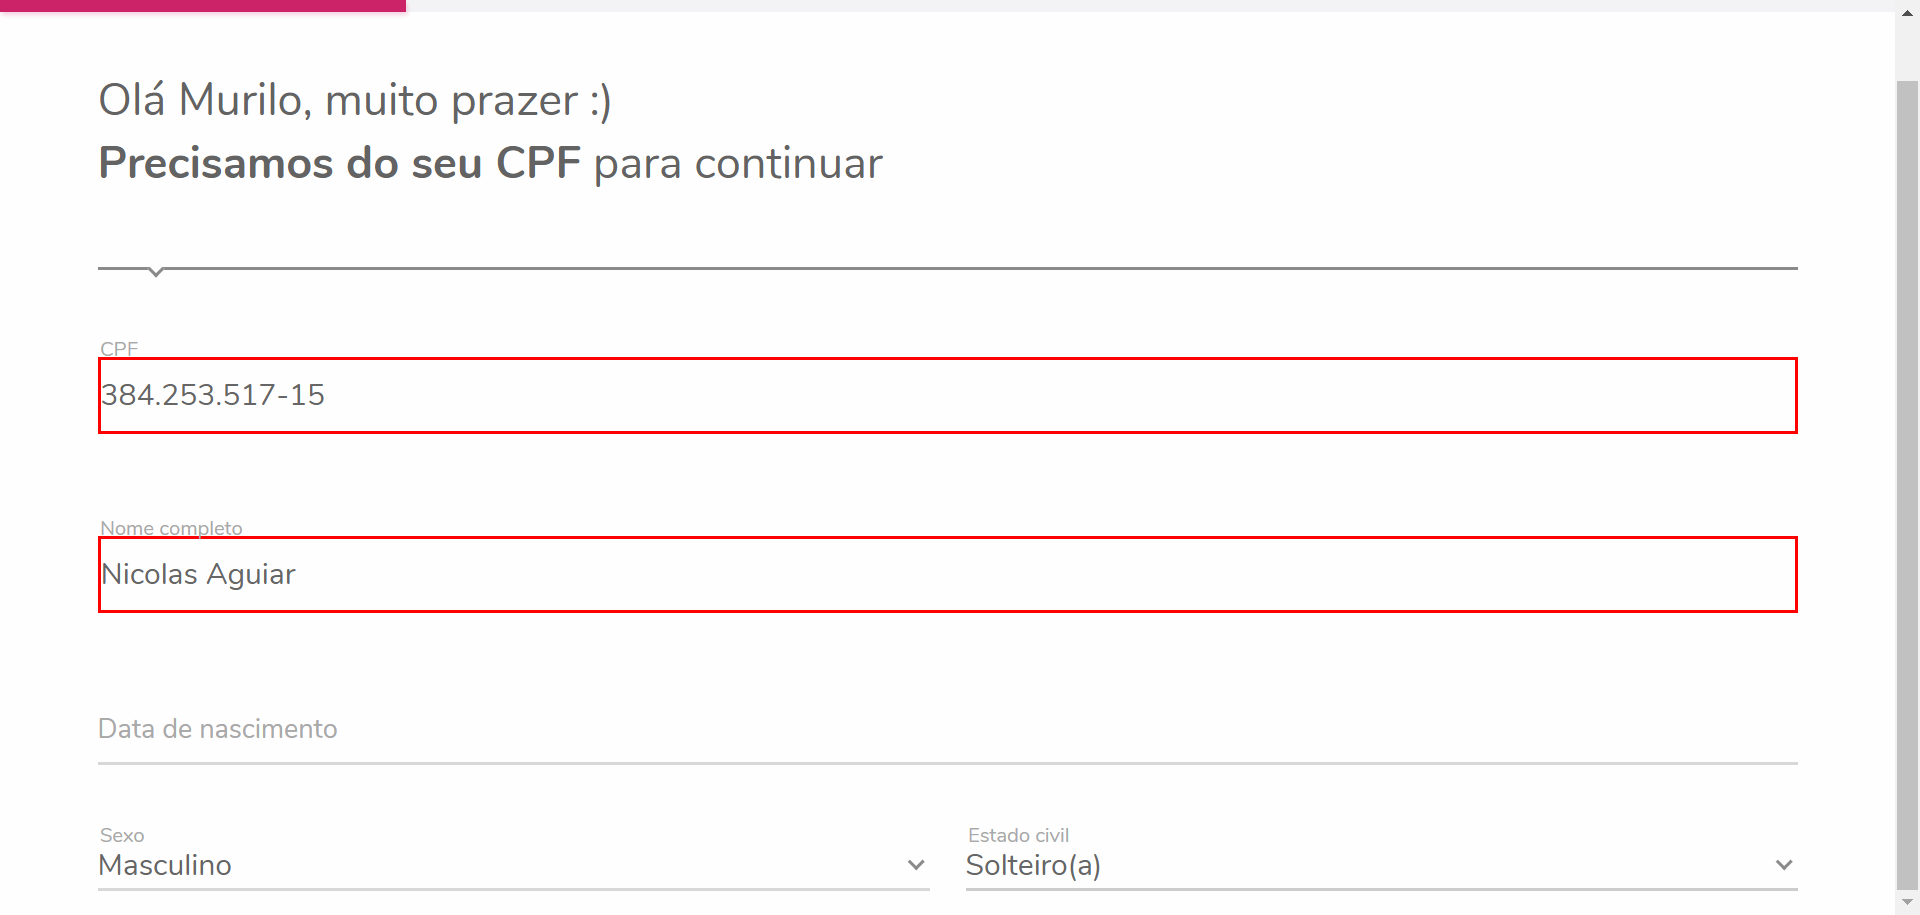 Olá Murilo, muito prazer :)
Precisamos do seu CPF para continuar
CPF
384.253.517-15
Nome completo
Nicolas Aguiar
Data de nascimento
Sexo
Masculino
Estado civil
Solteiro(a)